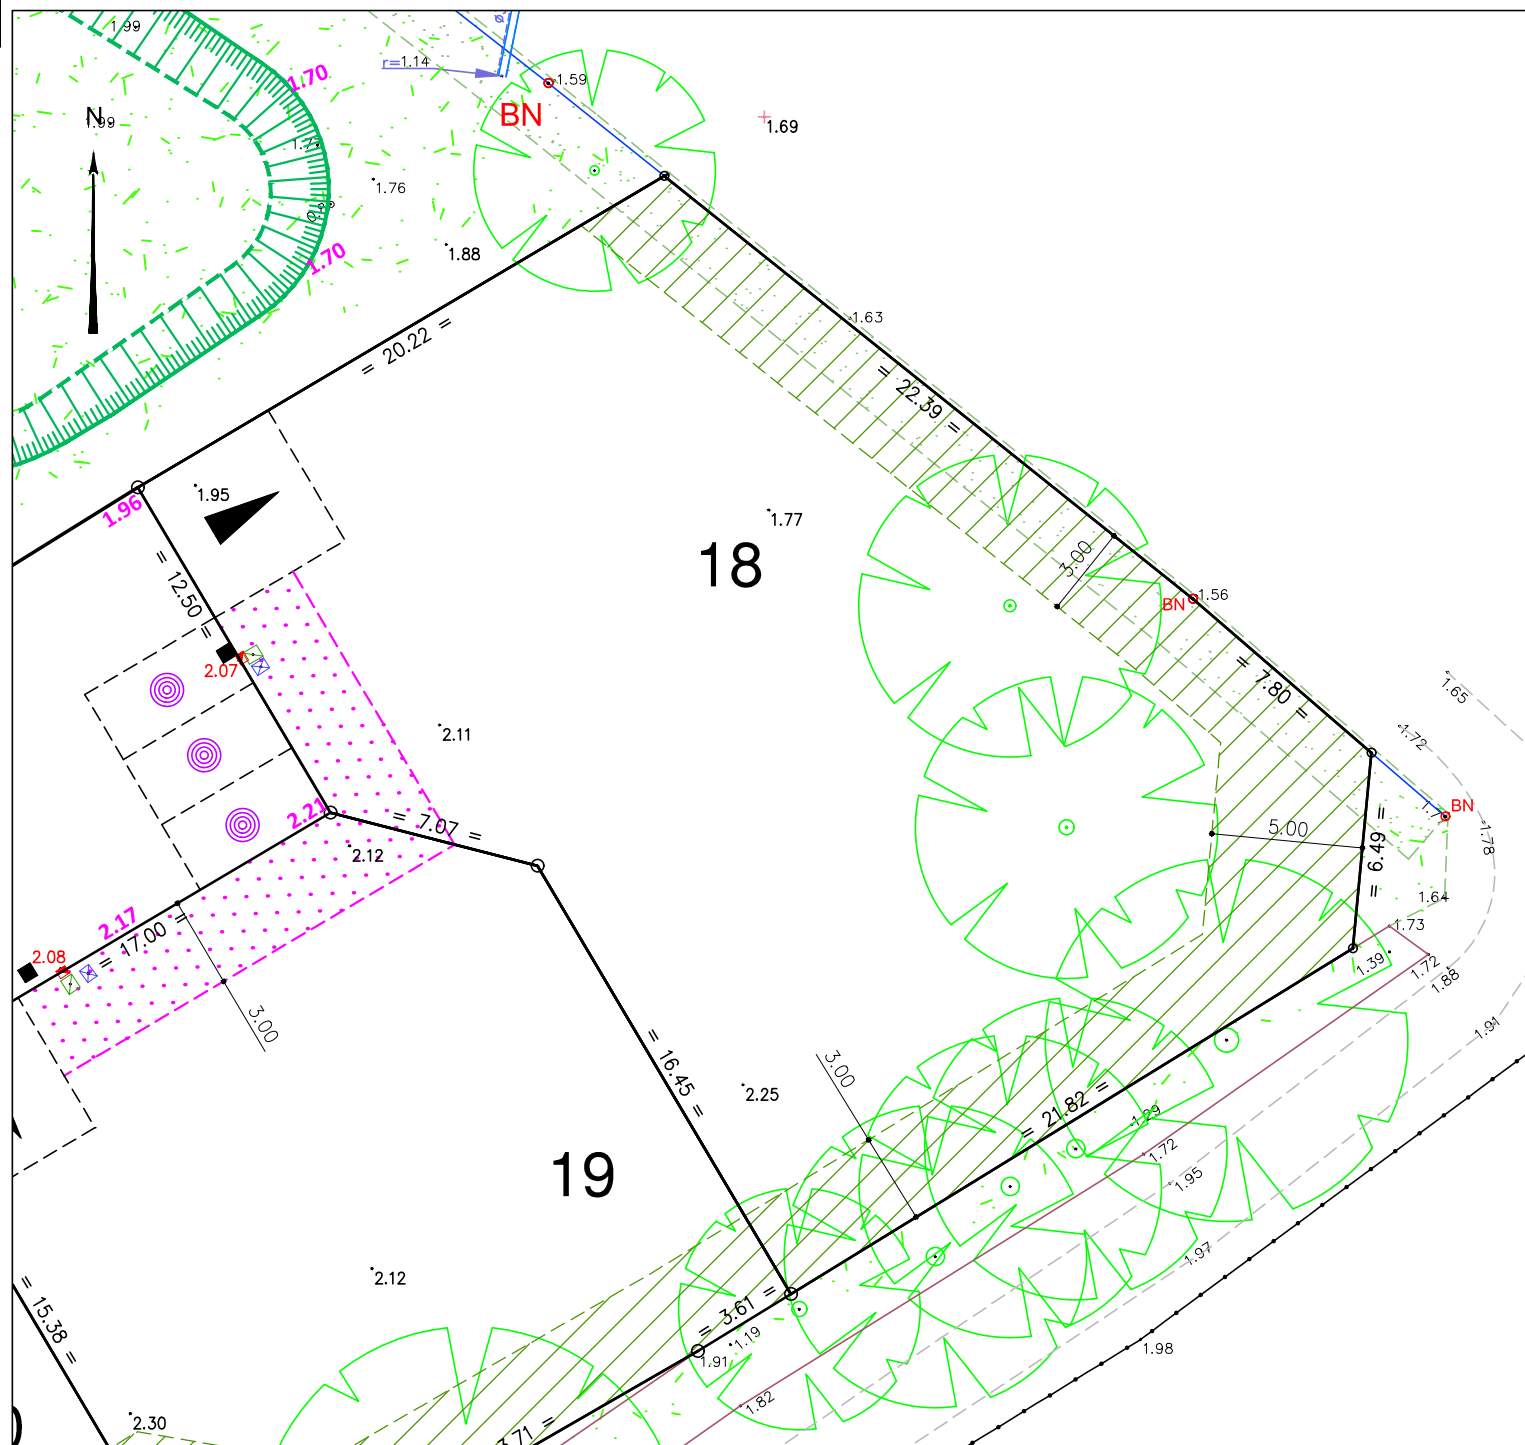 1.99
1.70
N
1.99
r=1.14
1.59
BN
1.69
1.76
1.88
1.70
= 20.22 =
1.63
= 22.39 =
1.95
1.96
1.77
18
= 12.50 =
3.00
BN
1.56
2.07
= 7.80 =
1.65
1.72
2.11
BN
1.78
2.21
= 7.07 =
2.12
5.00
= 6.49 =
1.64
1.73
2.17
= 17.00 =
2.08
1.39
1.72
1.88
3.00
1.91
= 16.45 =
3.00
2.25
= 21.82 =
1.29
1.72
1.95
19
1.97
2.12
= 15.38 =
= 3.61 =
1.19
1.91
1.98
1.82
2.30